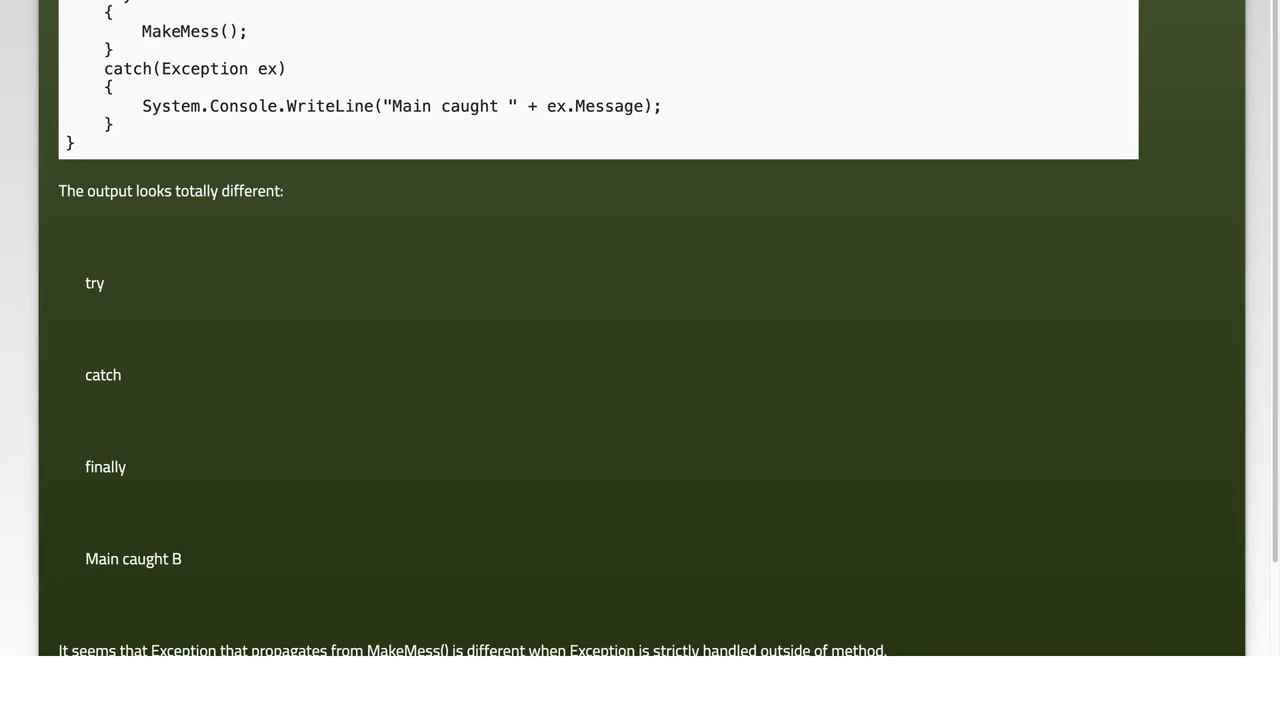 {
MakeMess();
}
catch(Exception ex)
{
System.Console.WriteLine("Main caught " + ex.Message);
}
}
The output looks totally different:
try
catch
finally
Main caught B
It seems that Exception that propagates from MakeMess() is different when Exception is strictly handled outside of method.